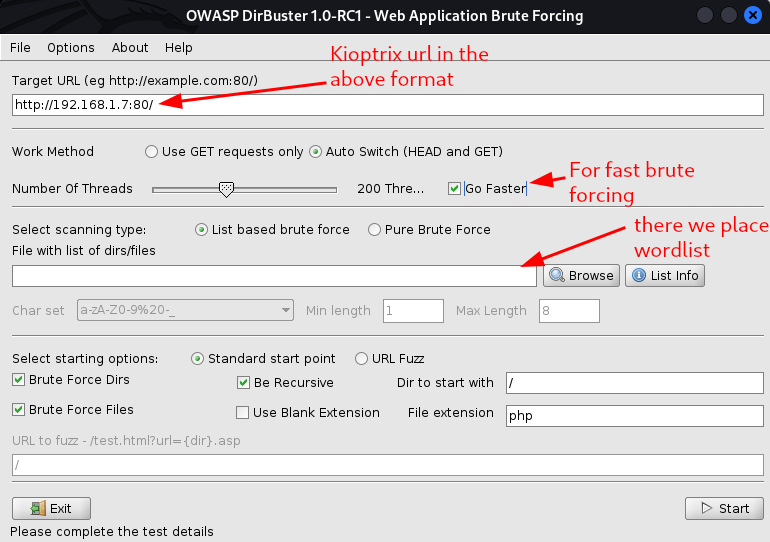 OWASP DirBuster 1.0-RC1 - Web Application Brute Forcing
File Options About Help
Kioptrix url in the
above format
Target URL (eg http://example.com:80/)
http://192.168.1.7:80/
Work Method Use GET requests only Auto Switch (HEAD and GET)
For fast brute
forcing
Number Of Threads 200 Thre... Go Faster
there we place
wordlist
Select scanning type: List based brute force Pure Brute Force
File with list of dirs/files
Browse List Info
Char set a-zA-Z0-9%20-_ Min length 1 Max Length 8
Select starting options: Standard start point URL Fuzz
Brute Force Dirs Be Recursive Dir to start with /
Brute Force Files Use Blank Extension File extension php
URL to fuzz - /test.html?url={dir}.asp
/
Exit Start
Please complete the test details